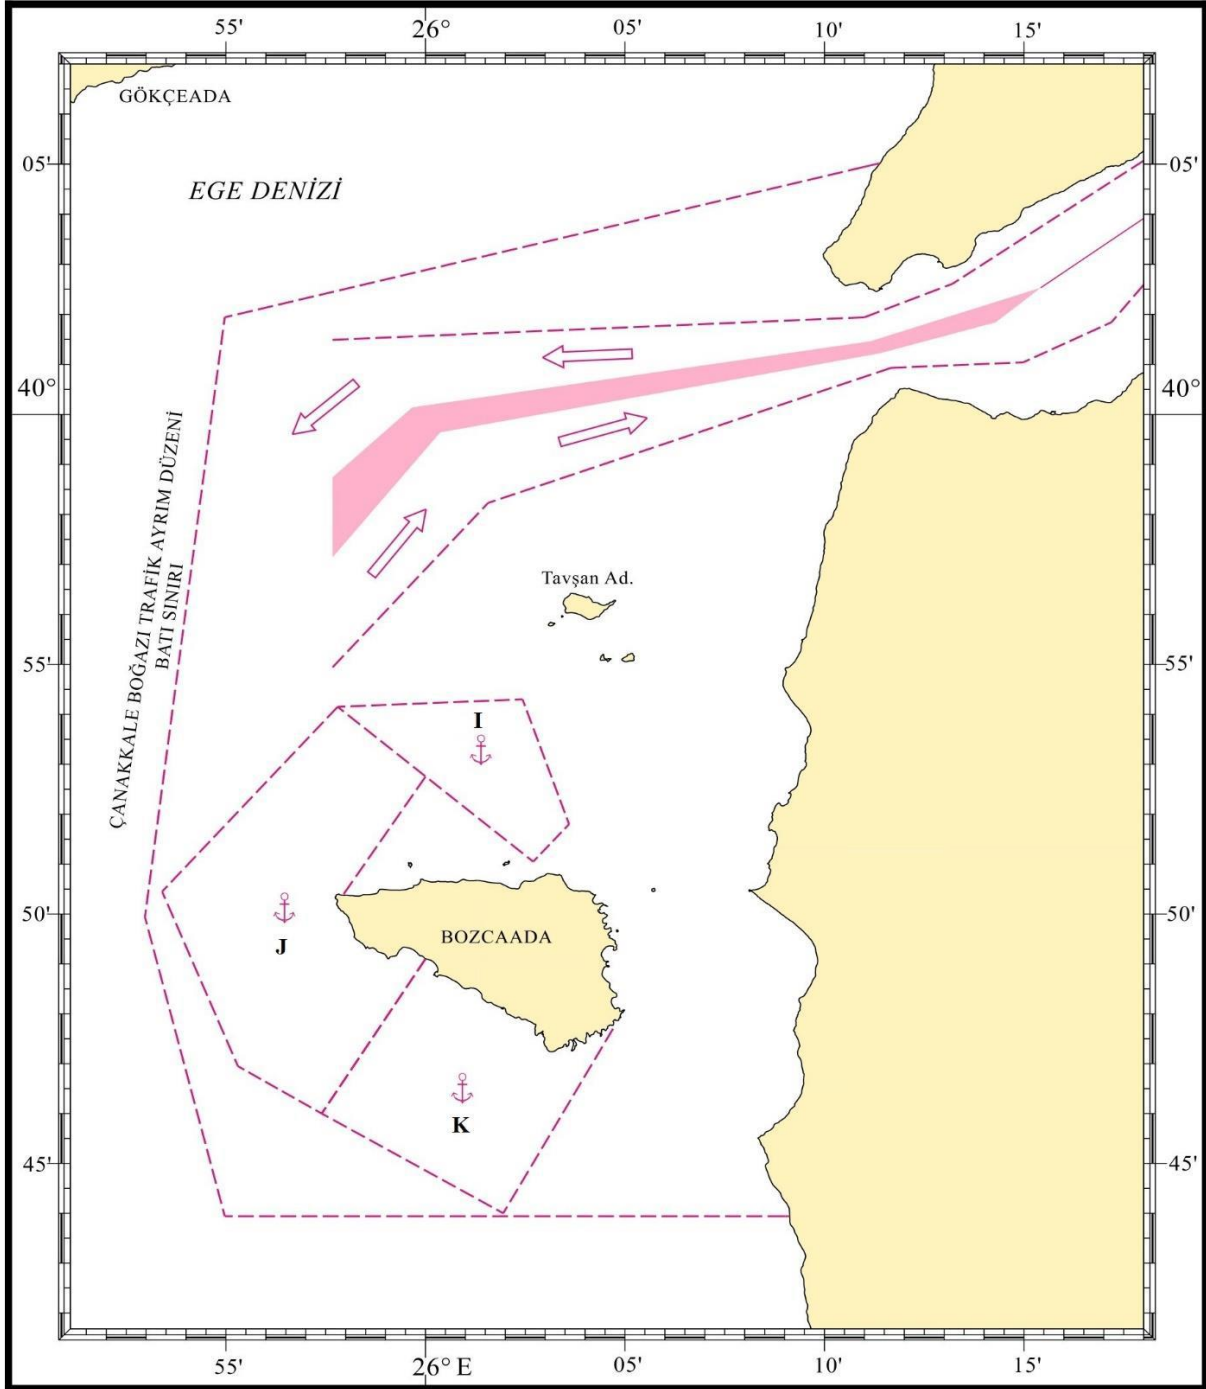 55'
26°
05'
10'
15'
GÖKÇEADA
05'
05'
EGE DENİZİ
40°
40°
ÇANAKKALE BOĞAZI TRAFİK AYRIM DÜZENİ
BATI SINIRI
Tavşan Ad.
55'
55'
I
50'
50'
J
BOZCAADA
K
45'
45'
55'
26° E
05'
10'
15'